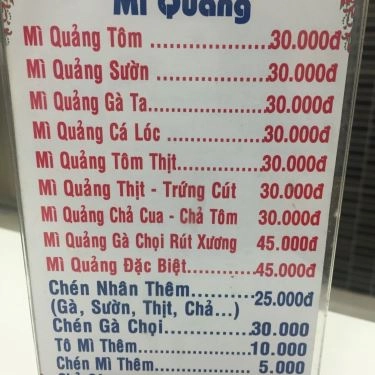 Mì Quảng
Mì Quảng Tôm ....................30.000đ
Mì Quảng Sườn ..................30.000đ
Mì Quảng Gà Ta..................30.000đ
Mì Quảng Cá Lóc ................30.000đ
Mì Quảng Tôm Thịt..............30.000đ
Mì Quảng Thịt - Trứng Cút 30.000đ
Mì Quảng Chả Cua - Chả Tôm 30.000đ
Mì Quảng Gà Chọi Rút Xương 45.000đ
Mì Quảng Đặc Biệt..............45.000đ
Chén Nhân Thêm..............25.000đ
(Gà, Sườn, Thịt, Chả...)
Chén Gà Chọi...................30.000
Tô Mì Thêm......................10.000
Chén Mì Thêm....................5.000